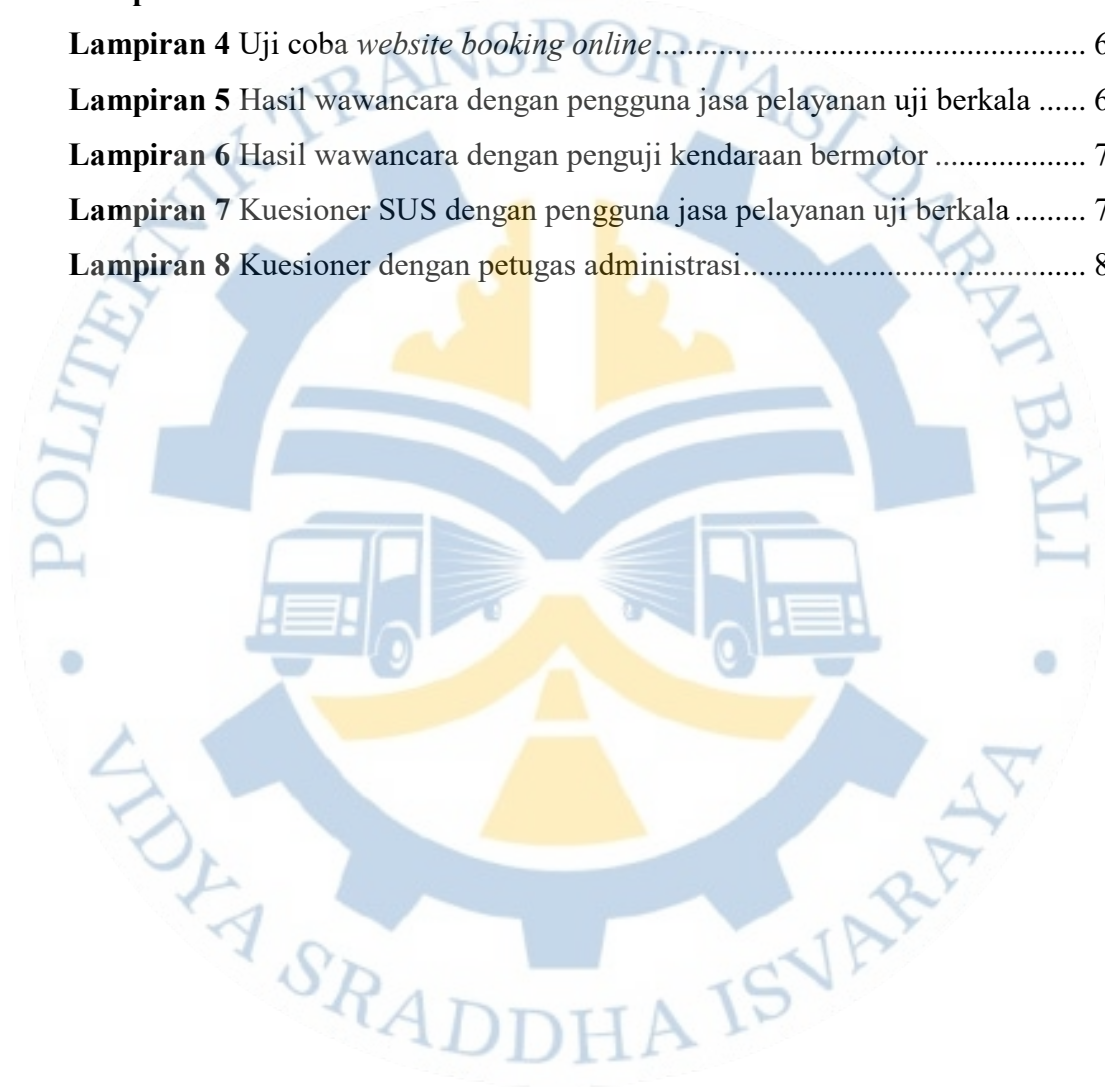 Lampiran 4 Uji coba website booking online........................................................ 6
Lampiran 5 Hasil wawancara dengan pengguna jasa pelayanan uji berkala ...... 6
Lampiran 6 Hasil wawancara dengan penguji kendaraan bermotor .................. 7
Lampiran 7 Kuesioner SUS dengan pengguna jasa pelayanan uji berkala ......... 7
Lampiran 8 Kuesioner dengan petugas administrasi.......................................... 8
POLITEKNIK TRANSPORTASI DARAT BALI
VIDYA SRADDHA ISVARAYA